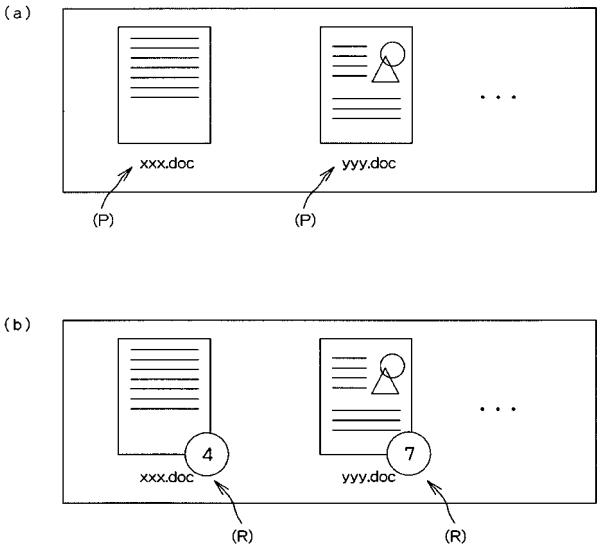 (a)
xxx.doc
yyy.doc
. . .
(P)
(P)
(b)
4
7
xxx.doc
yyy.doc
. . .
(R)
(R)